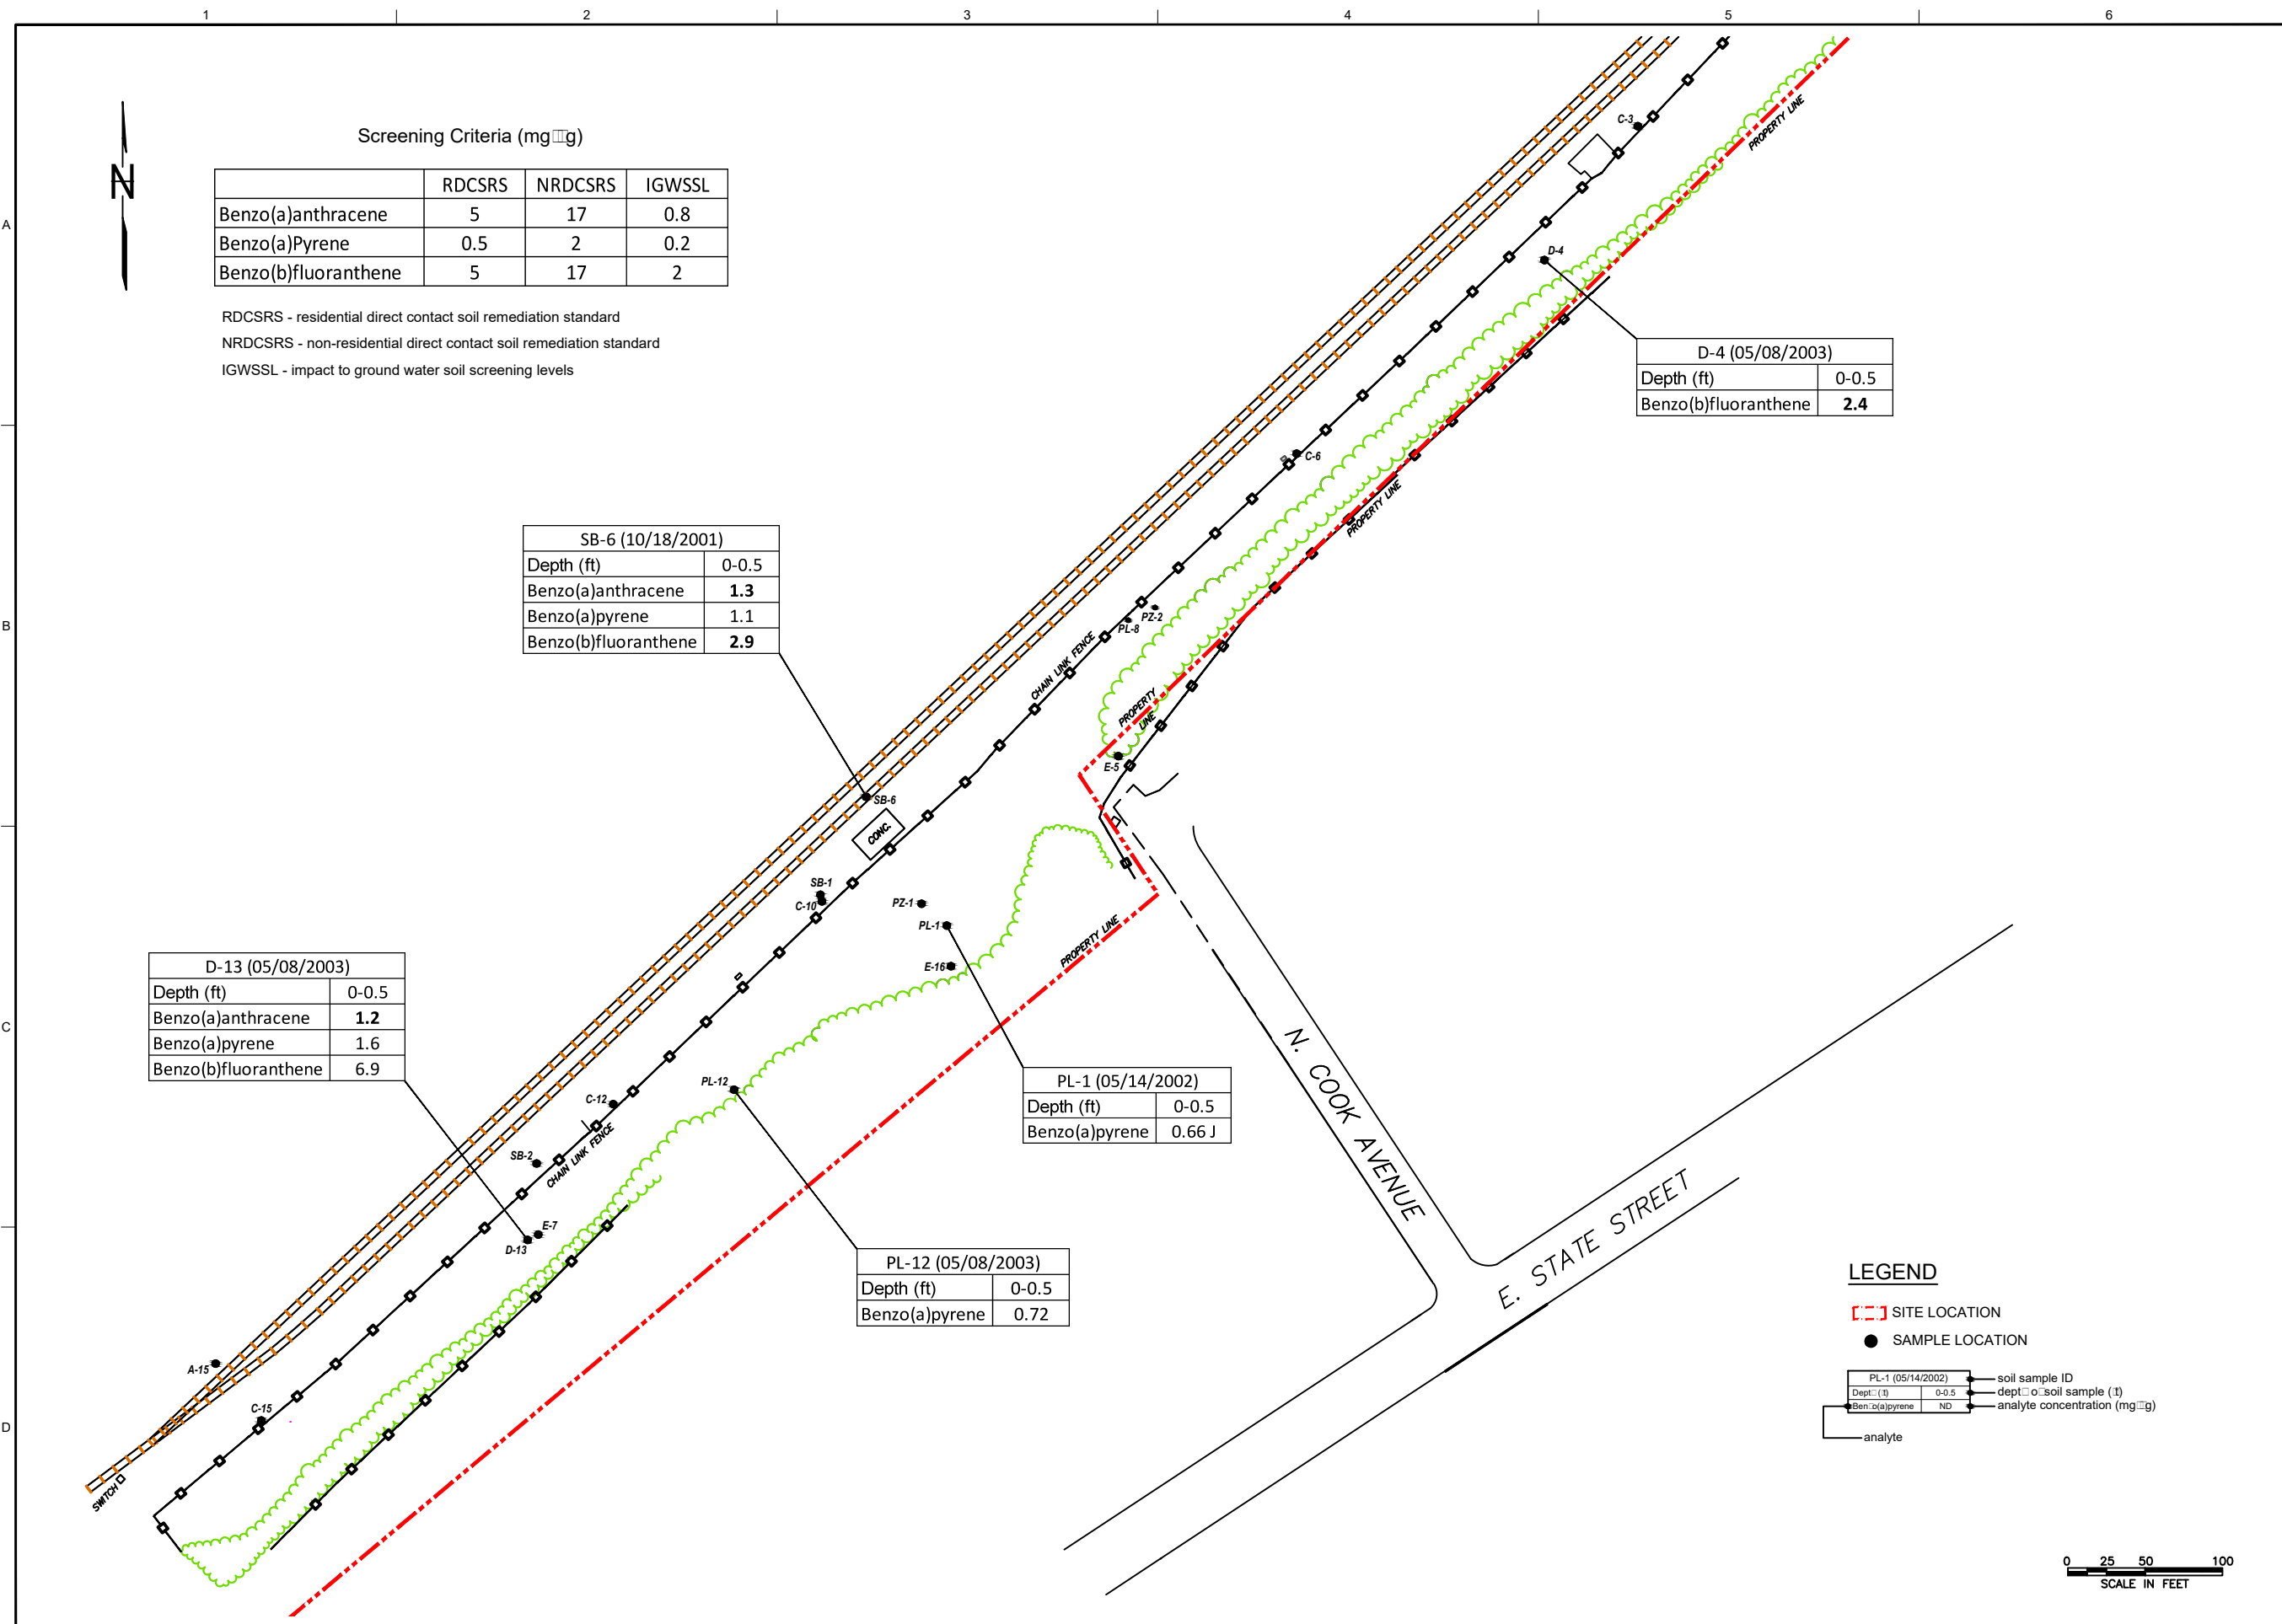 1 2 3 4 5 6
A
B
C
D
N
Screening Criteria
RDCSRS NRDCSRS IGWSSL
Benzo(a)anthracene 5 17 0.8
Benzo(a)Pyrene 0.5 2 0.2
Benzo(b)fluoranthene 5 17 2
RDCSRS - residential direct contact soil remediation standard
NRDCSRS - non-residential direct contact soil remediation standard
IGWSSL - impact to ground water soil screening levels
C-3
PROPERTY LINE
D-4
D-4 (05/08/2003)
Depth (ft) 0-0.5
Benzo(b)fluoranthene 2.4
C-6
PROPERTY LINE
SB-6 (10/18/2001)
Depth (ft) 0-0.5
Benzo(a)anthracene 1.3
Benzo(a)pyrene 1.1
Benzo(b)fluoranthene 2.9
PZ-2
PL-8
CHAIN LINK FENCE
PROPERTY
LINE
E-5
SB-6
CONC.
SB-1
C-10
PZ-1
PL-1
E-16
PROPERTY LINE
D-13 (05/08/2003)
Depth (ft) 0-0.5
Benzo(a)anthracene 1.2
Benzo(a)pyrene 1.6
Benzo(b)fluoranthene 6.9
PL-12
PL-1 (05/14/2002)
Depth (ft) 0-0.5
Benzo(a)pyrene 0.66 J
C-12
CHAIN LINK FENCE
SB-2
E-7
D-13
N. COOK AVENUE
E. STATE STREET
PL-12 (05/08/2003)
Depth (ft) 0-0.5
Benzo(a)pyrene 0.72
A-15
C-15
SWITCH
LEGEND
SITE LOCATION
SAMPLE LOCATION
PL-1 (05/14/2002) soil sample ID
0-0.5 soil sample
ND analyte concentration
analyte
0 25 50 100
SCALE IN FEET